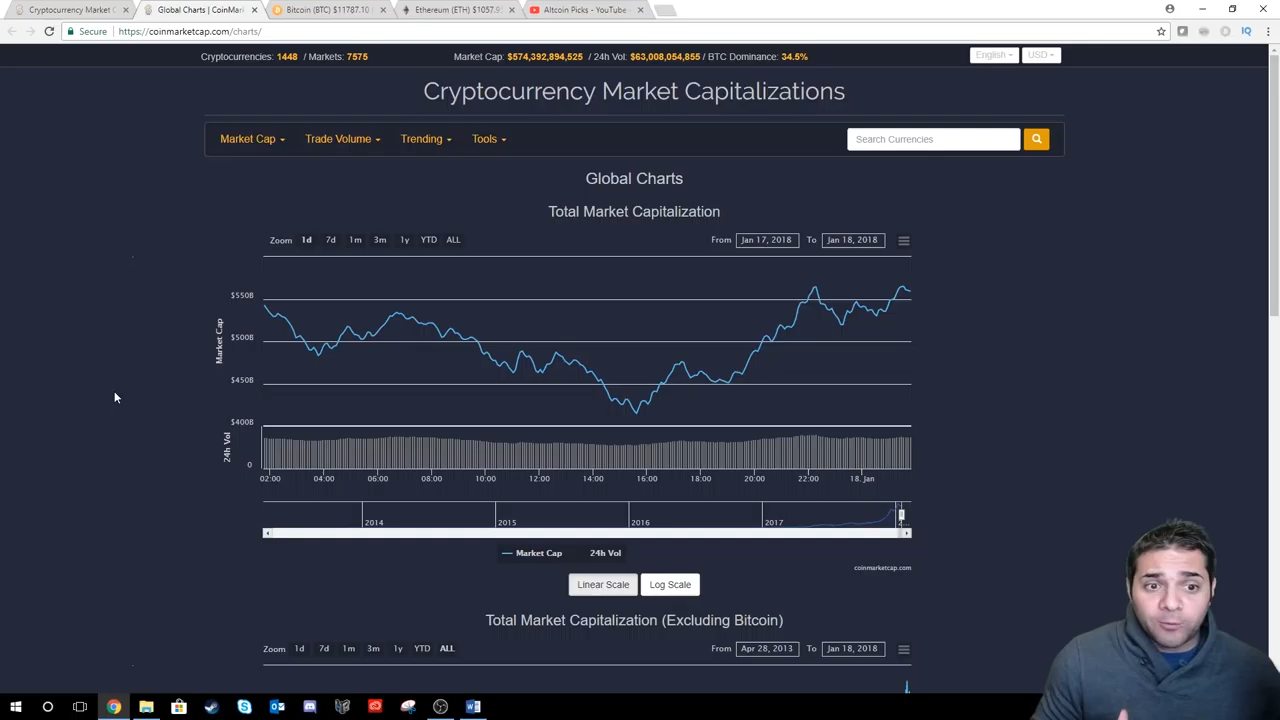 Cryptocurrency Market C
Global Charts | CoinMar
Bitcoin (BTC) $11787.10
Ethereum (ETH) $1057.9
Altcoin Picks - YouTube
Secure
https://coinmarketcap.com/charts/
Cryptocurrencies: 1448 / Markets: 7575
Market Cap: $574,392,894,525 / 24h Vol: $63,008,054,855 / BTC Dominance: 34.5%
English
USD
Cryptocurrency Market Capitalizations
Market Cap
Trade Volume
Trending
Tools
Search Currencies
Global Charts
Total Market Capitalization
Zoom 1d 7d 1m 3m 1y YTD ALL
From Jan 17, 2018 To Jan 18, 2018
Market Cap
$550B
$500B
$450B
$400B
24h Vol
0
02:00 04:00 06:00 08:00 10:00 12:00 14:00 16:00 18:00 20:00 22:00 18. Jan
2014 2015 2016 2017
Market Cap 24h Vol
coinmarketcap.com
Linear Scale Log Scale
Total Market Capitalization (Excluding Bitcoin)
Zoom 1d 7d 1m 3m 1y YTD ALL
From Apr 28, 2013 To Jan 18, 2018